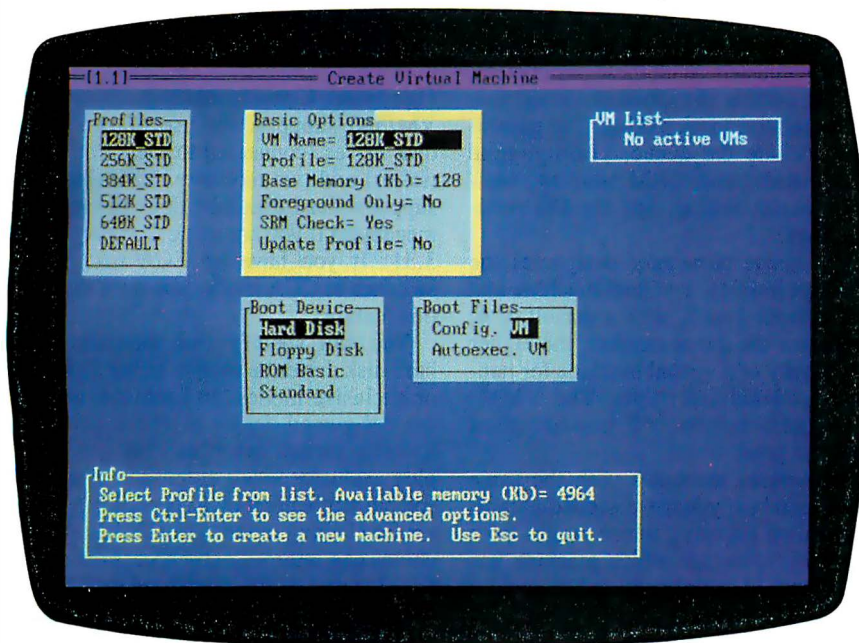 [1.1] Create Virtual Machine
Profiles
128K_STD
256K_STD
384K_STD
512K_STD
640K_STD
DEFAULT
Basic Options
VM Name= 128K_STD
Profile= 128K_STD
Base Memory (Kb)= 128
Foreground Only= No
SRM Check= Yes
Update Profile= No
VM List
No active VMs
Boot Device
Hard Disk
Floppy Disk
ROM Basic
Standard
Boot Files
Config. VM
Autoexec. VM
Info
Select Profile from list. Available memory (Kb)= 4964
Press Ctrl-Enter to see the advanced options.
Press Enter to create a new machine. Use Esc to quit.